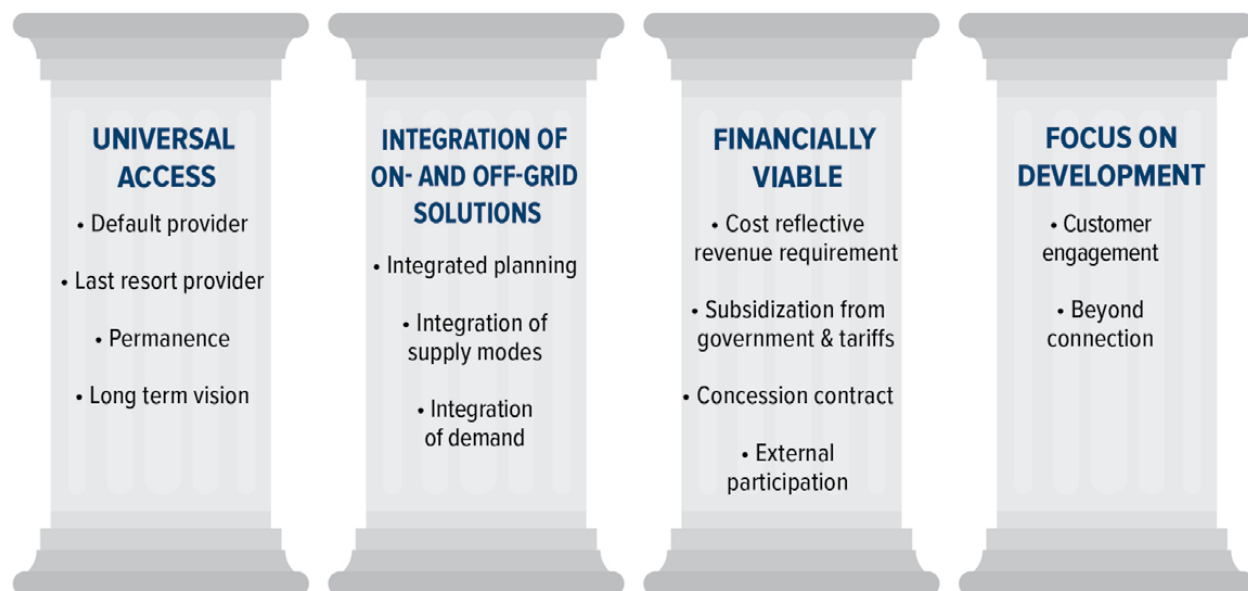 UNIVERSAL
ACCESS
• Default provider
• Last resort provider
• Permanence
• Long term vision
INTEGRATION OF
ON- AND OFF-GRID
SOLUTIONS
• Integrated planning
• Integration of
supply modes
• Integration
of demand
FINANCIALLY
VIABLE
• Cost reflective
revenue requirement
• Subsidization from
government & tariffs
• Concession contract
• External
participation
FOCUS ON
DEVELOPMENT
• Customer
engagement
• Beyond
connection